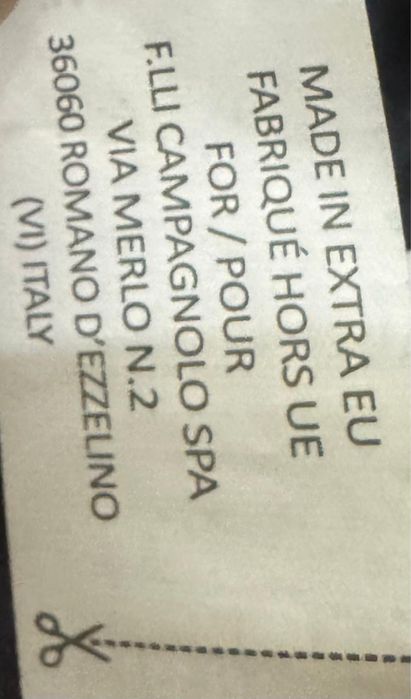 MADE IN EXTRA EU
FABRIQUÉ HORS UE
FOR / POUR
F.LLI CAMPAGNOLO SPA
VIA MERLO N.2
36060 ROMANO D'EZZELINO
(VI) ITALY